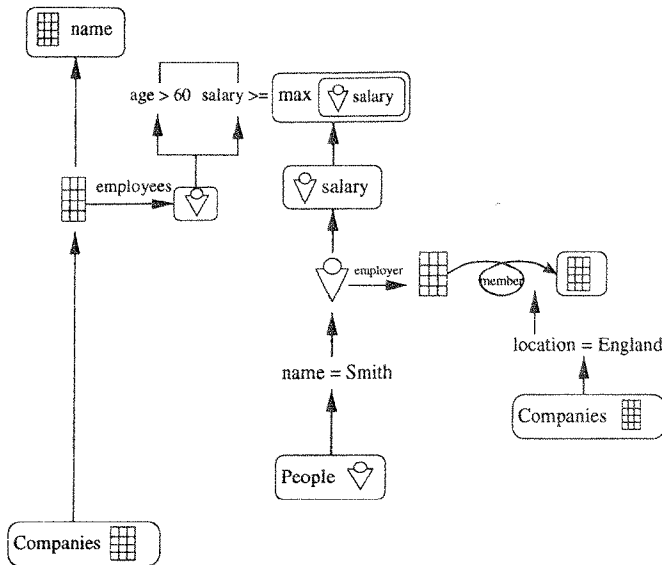 name
age > 60 salary >= max salary
employees
salary
employer
member
location = England
name = Smith
Companies
People
Companies